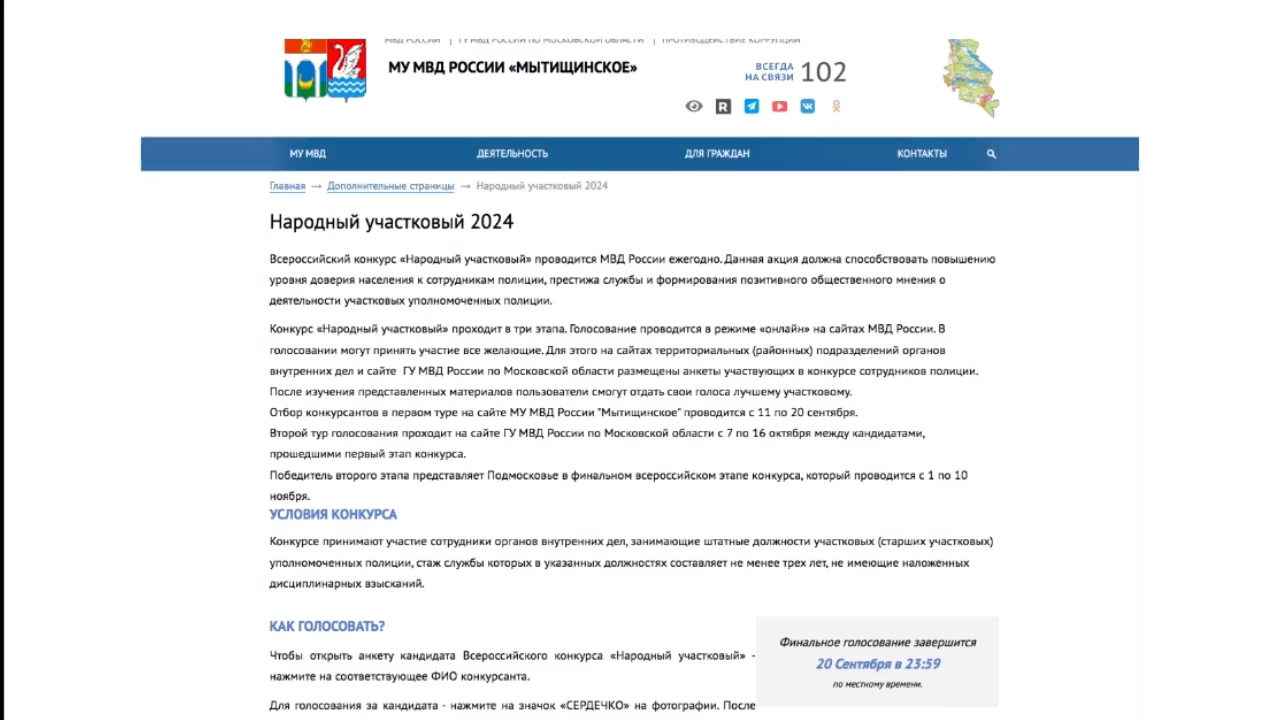 МВД РОССИИ | ГУ МВД РОССИИ ПО МОСКОВСКОЙ ОБЛАСТИ | ПРОТИВОДЕЙСТВИЕ КОРРУПЦИИ
МУ МВД РОССИИ «МЫТИЩИНСКОЕ»
ВСЕГДА
НА СВЯЗИ 102
МУ МВД ДЕЯТЕЛЬНОСТЬ ДЛЯ ГРАЖДАН КОНТАКТЫ
Главная → Дополнительные страницы → Народный участковый 2024
Народный участковый 2024
Всероссийский конкурс «Народный участковый» проводится МВД России ежегодно. Данная акция должна способствовать повышению
уровня доверия населения к сотрудникам полиции, престижа службы и формирования позитивного общественного мнения о
деятельности участковых уполномоченных полиции.
Конкурс «Народный участковый» проходит в три этапа. Голосование проводится в режиме «онлайн» на сайтах МВД России. В
голосовании могут принять участие все желающие. Для этого на сайтах территориальных (районных) подразделений органов
внутренних дел и сайте ГУ МВД России по Московской области размещены анкеты участвующих в конкурсе сотрудников полиции.
После изучения представленных материалов пользователи смогут отдать свои голоса лучшему участковому.
Отбор конкурсантов в первом туре на сайте МУ МВД России "Мытищинское" проводится с 11 по 20 сентября.
Второй тур голосования проходит на сайте ГУ МВД России по Московской области с 7 по 16 октября между кандидатами,
прошедшими первый этап конкурса.
Победитель второго этапа представляет Подмосковье в финальном всероссийском этапе конкурса, который проводится с 1 по 10
ноября.
УСЛОВИЯ КОНКУРСА
Конкурсе принимают участие сотрудники органов внутренних дел, занимающие штатные должности участковых (старших участковых)
уполномоченных полиции, стаж службы которых в указанных должностях составляет не менее трех лет, не имеющие наложенных
дисциплинарных взысканий.
КАК ГОЛОСОВАТЬ?
Чтобы открыть анкету кандидата Всероссийского конкурса «Народный участковый» -
нажмите на соответствующее ФИО конкурсанта.
Для голосования за кандидата - нажмите на значок «СЕРДЕЧКО» на фотографии. После
Финальное голосование завершится
20 Сентября в 23:59
по местному времени.